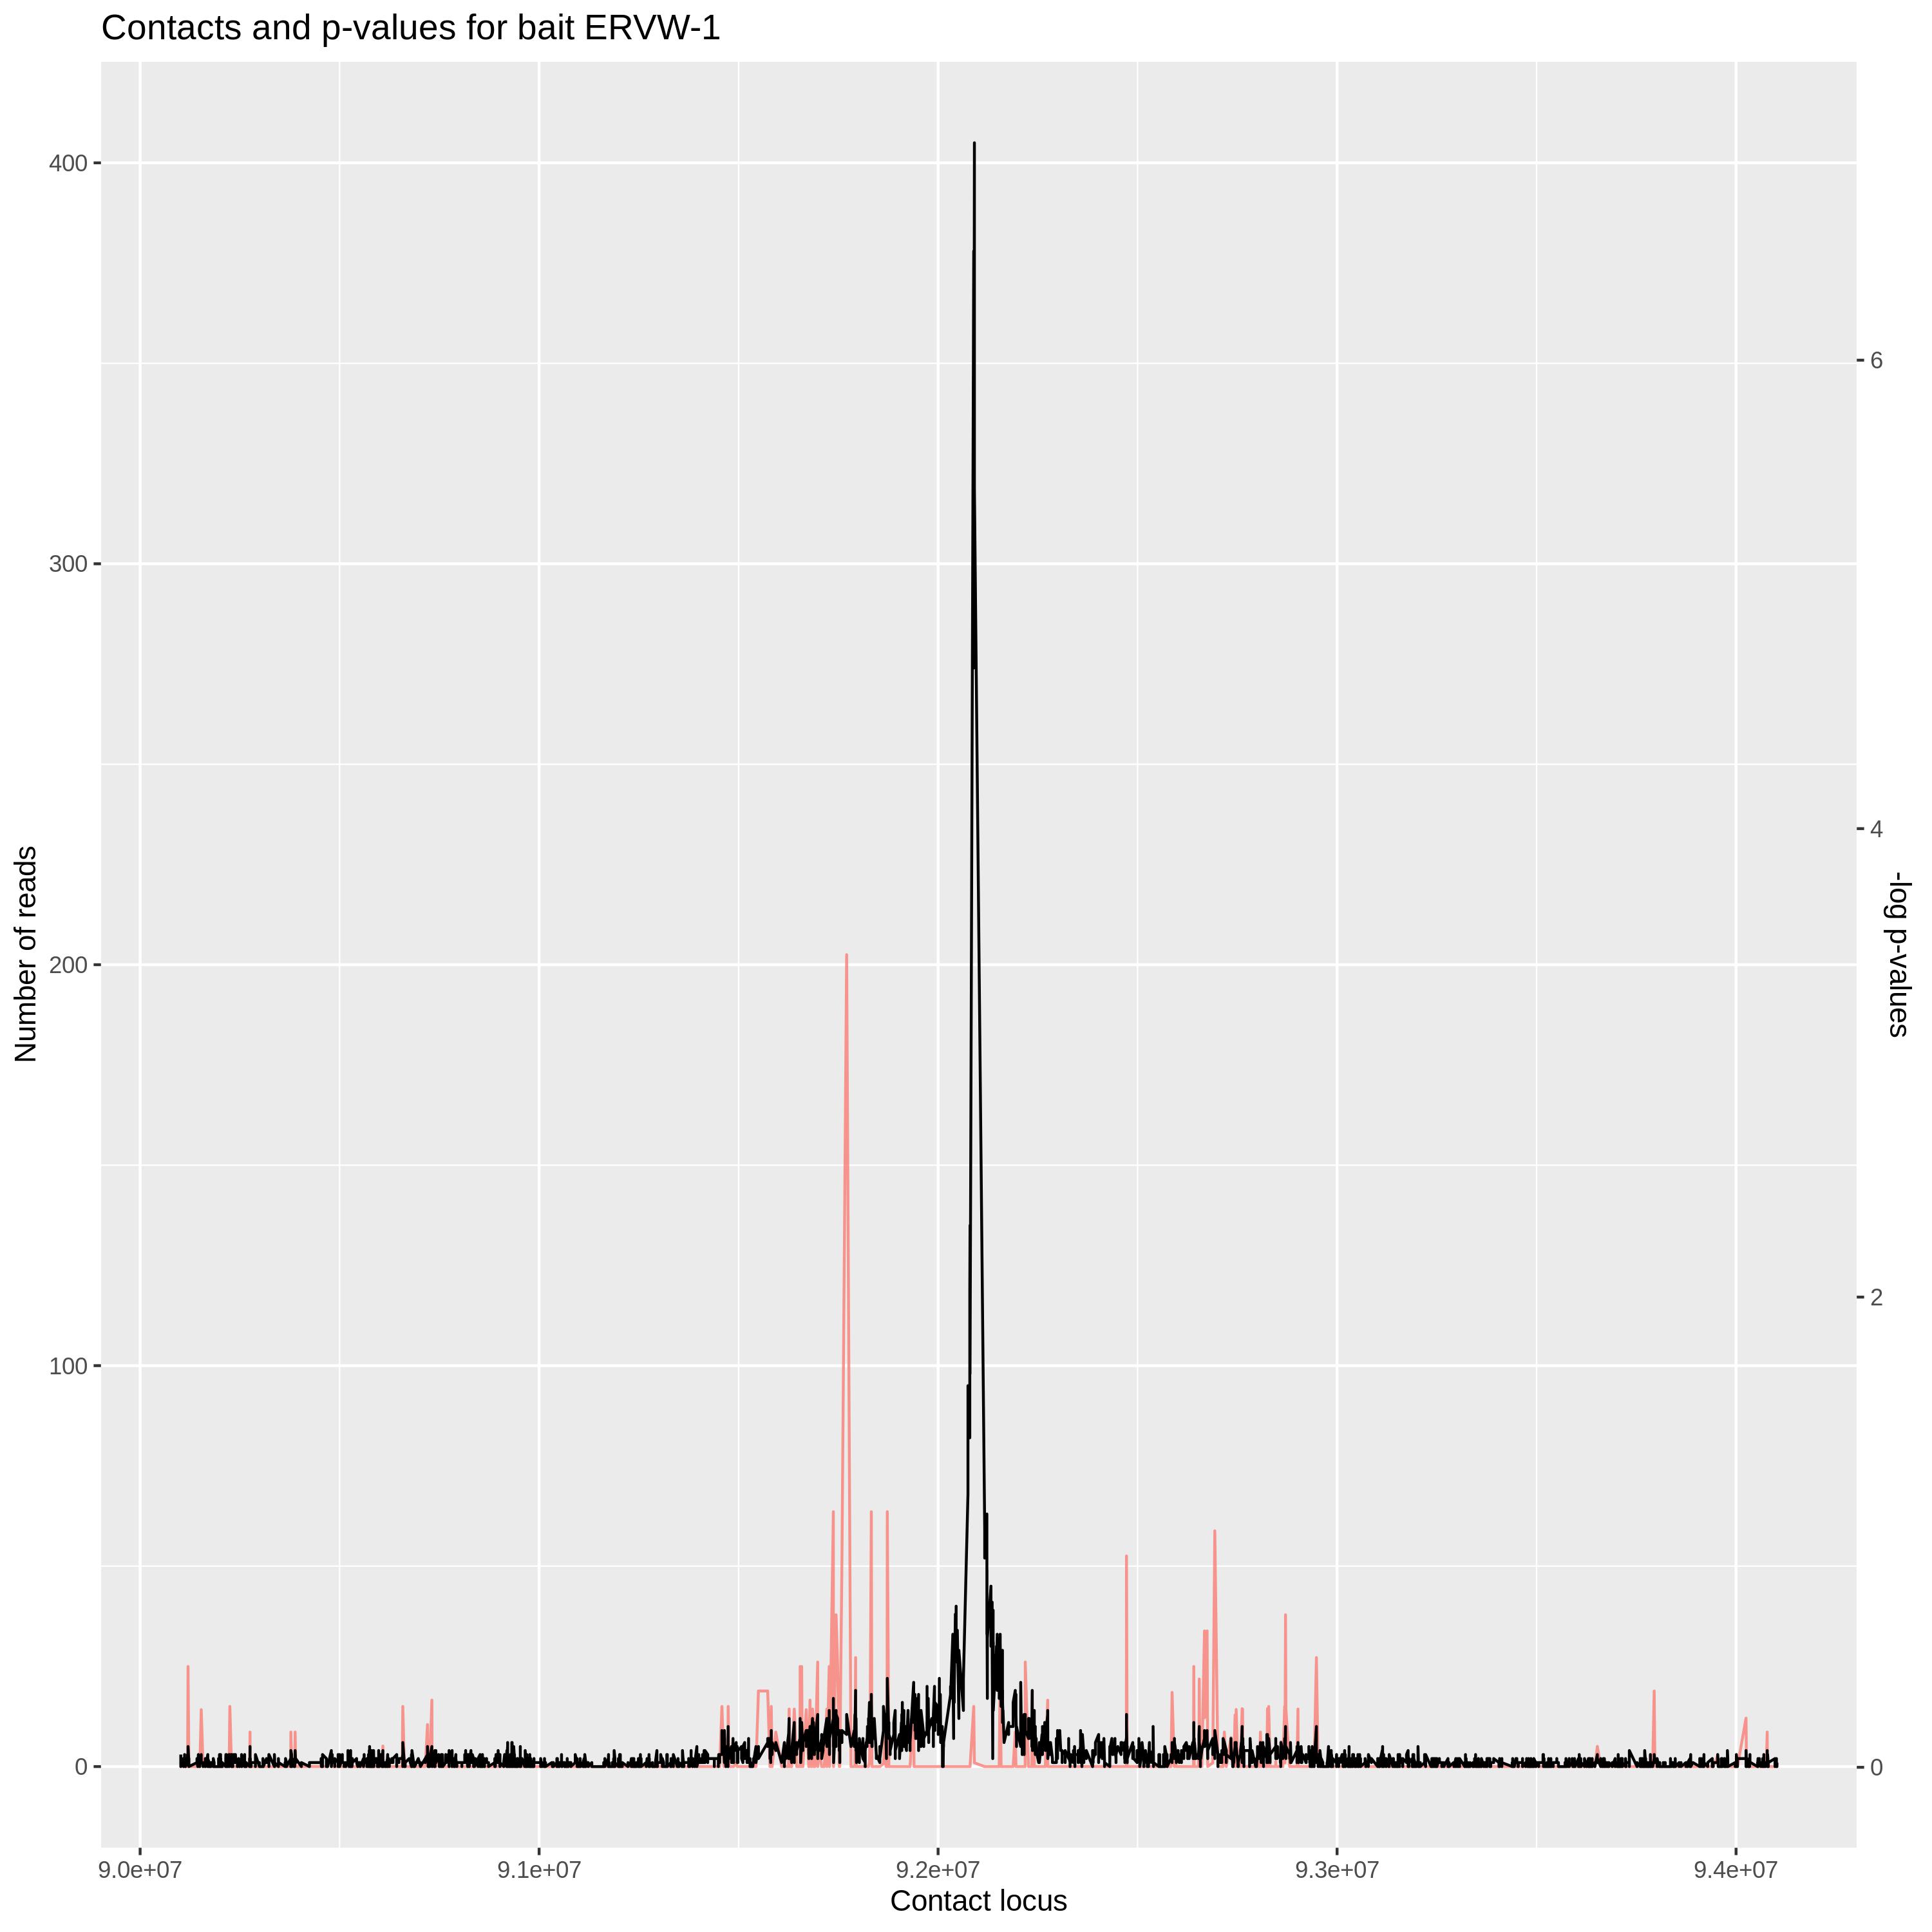 Contacts and p-values for bait ERVW-1
400
300
200
100
0
Number of reads
6
4
2
0
-log p-values
9.0e+07
9.1e+07
9.2e+07
9.3e+07
9.4e+07
Contact locus